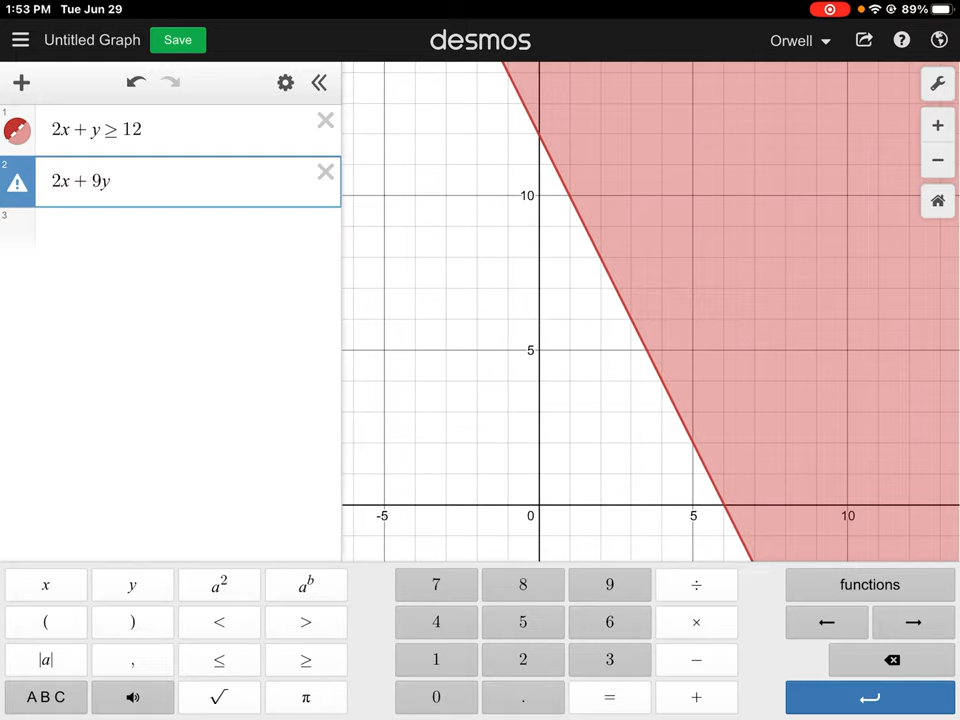 1:53 PM Tue Jun 29 89%
Untitled Graph Save desmos Orwell
1
2x + y ≥ 12
2
2x + 9y
3
10
5
-5 0 5 10
x y a² aᵇ 7 8 9 ÷ functions
( ) < > 4 5 6 × ← →
|a| , ≤ ≥ 1 2 3 −
A B C √ π 0 . = +